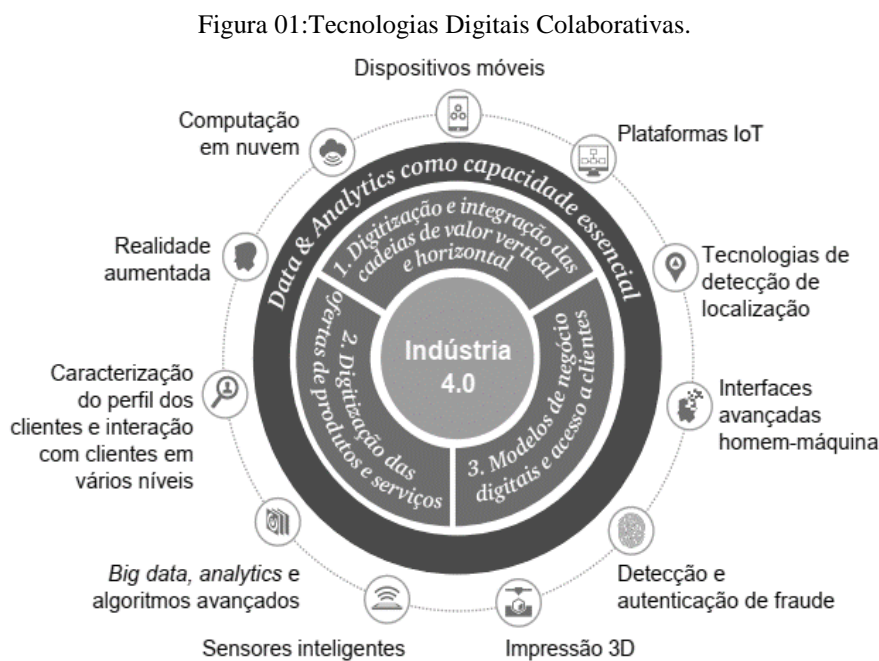 Figura 01:Tecnologias Digitais Colaborativas.
Dispositivos móveis
Computação
em nuvem
Plataformas IoT
Realidade
aumentada
Tecnologias de
detecção de
localização
Caracterização
do perfil dos
clientes e interação
com clientes em
vários níveis
Interfaces
avançadas
homem-máquina
Big data, analytics e
algoritmos avançados
Detecção e
autenticação de fraude
Sensores inteligentes
Impressão 3D
Data & Analytics como capacidade essencial
1. Digitização e integração das
cadeias de valor vertical
e horizontal
2. Digitização das
ofertas de produtos e serviços
3. Modelos de negócio
digitais e acesso a clientes
Indústria
4.0